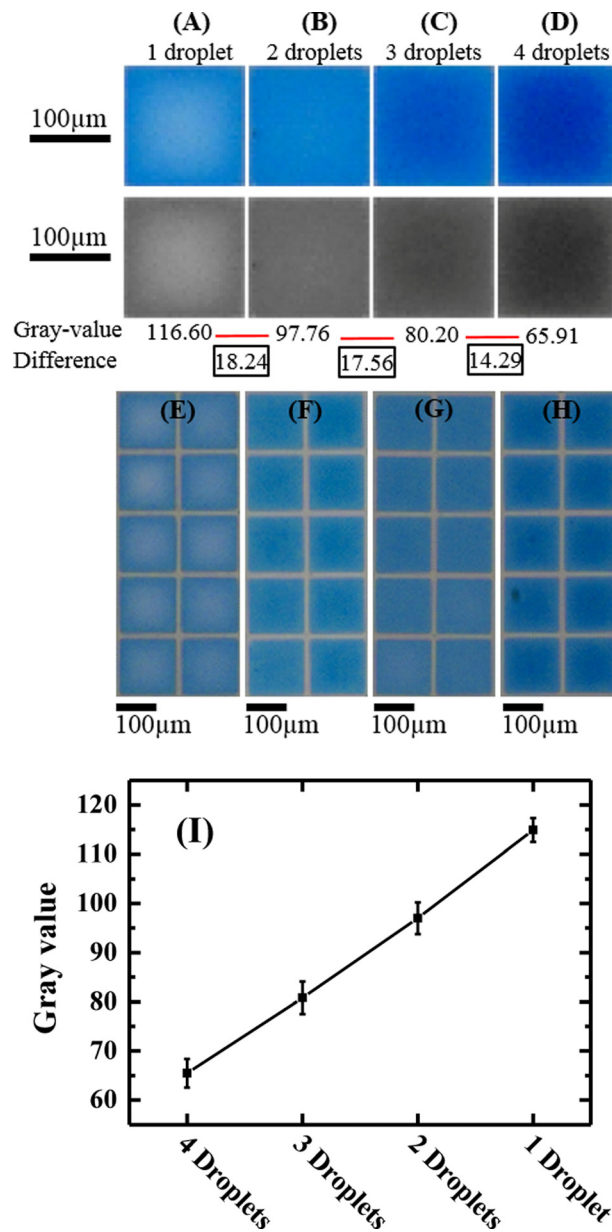 (A) (B) (C) (D)
1 droplet 2 droplets 3 droplets 4 droplets
100µm
100µm
Gray-value 116.60 97.76 80.20 65.91
Difference 18.24 17.56 14.29
(E) (F) (G) (H)
100µm 100µm 100µm 100µm
(I)
Gray value
120
110
100
90
80
70
60
4 Droplets
3 Droplets
2 Droplets
1 Droplet